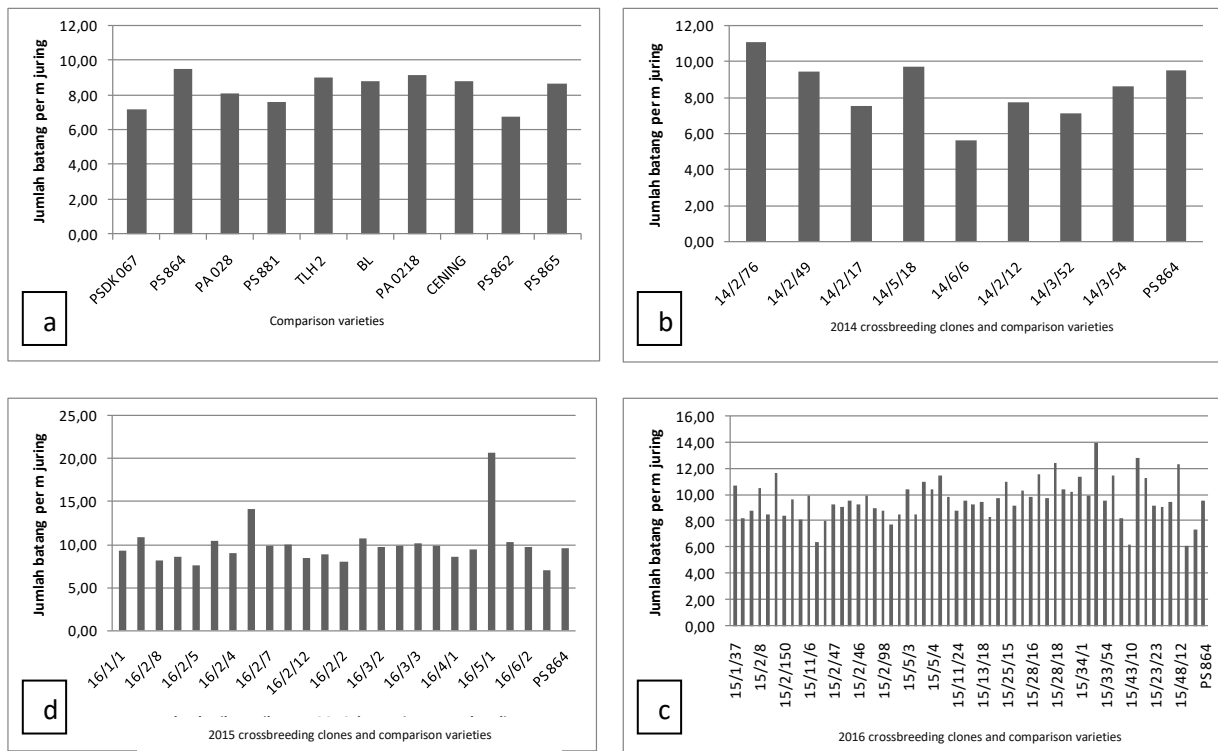 Jumlah batang per m juring
12,00
10,00
8,00
6,00
4,00
2,00
0,00
PSDK 067
PS 864
PA 028
PS 881
TLH 2
BL
PA 0218
CENING
PS 862
PS 865
Comparison varieties
a
Jumlah batang per m juring
12,00
10,00
8,00
6,00
4,00
2,00
0,00
14/2/76
14/2/49
14/2/17
14/5/18
14/6/6
14/2/12
14/3/52
14/3/54
PS 864
2014 crossbreeding clones and comparison varieties
b
Jumlah batang per m juring
25,00
20,00
15,00
10,00
5,00
0,00
16/1/1
16/2/8
16/2/5
16/2/4
16/2/7
16/2/12
16/2/2
16/3/2
16/3/3
16/4/1
16/5/1
16/6/2
PS 864
2015 crossbreeding clones and comparison varieties
d
Jumlah batang per m juring
16,00
14,00
12,00
10,00
8,00
6,00
4,00
2,00
0,00
15/1/37
15/2/8
15/2/150
15/11/6
15/2/47
15/2/46
15/2/98
15/5/3
15/5/4
15/11/24
15/13/18
15/25/15
15/28/16
15/28/18
15/34/1
15/33/54
15/43/10
15/23/23
15/48/12
PS 864
2016 crossbreeding clones and comparison varieties
c